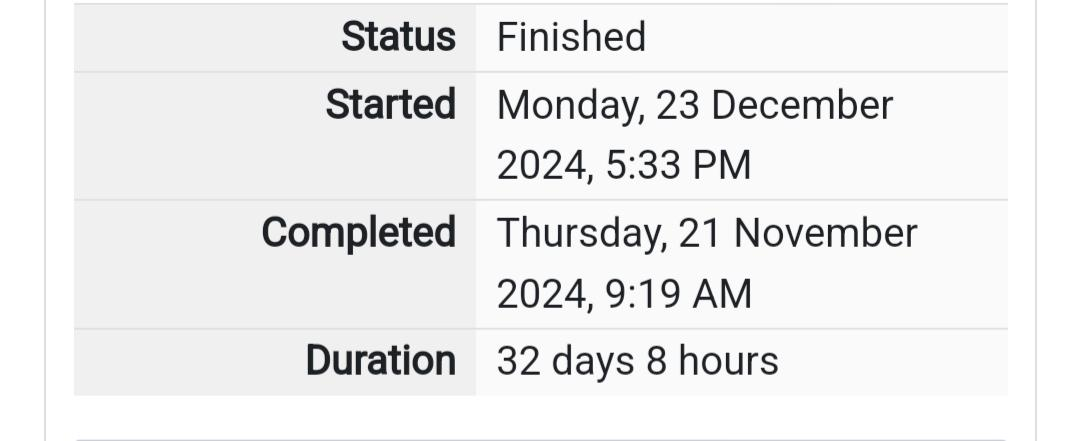 Status Finished
Started Monday, 23 December
2024, 5:33 PM
Completed Thursday, 21 November
2024, 9:19 AM
Duration 32 days 8 hours